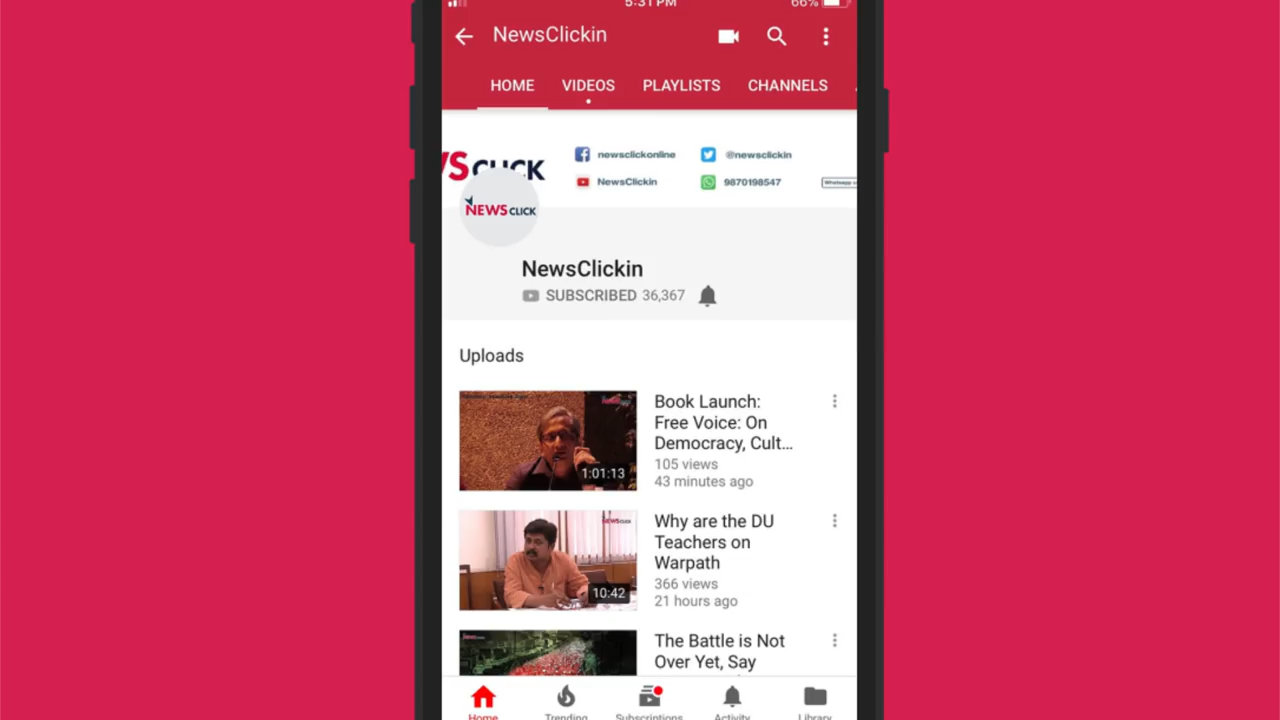 5:31 PM 66%
NewsClickin
HOME VIDEOS PLAYLISTS CHANNELS
S CLICK
newsclickonline @newsclickin
NewsClickin 9870198547
NEWS CLICK
NewsClickin
SUBSCRIBED 36,367
Uploads
Book Launch:
Free Voice: On
Democracy, Cult...
105 views
43 minutes ago
1:01:13
Why are the DU
Teachers on
Warpath
366 views
21 hours ago
NEWSCLICK
10:42
The Battle is Not
Over Yet, Say
Home Trending Subscriptions Activity Library